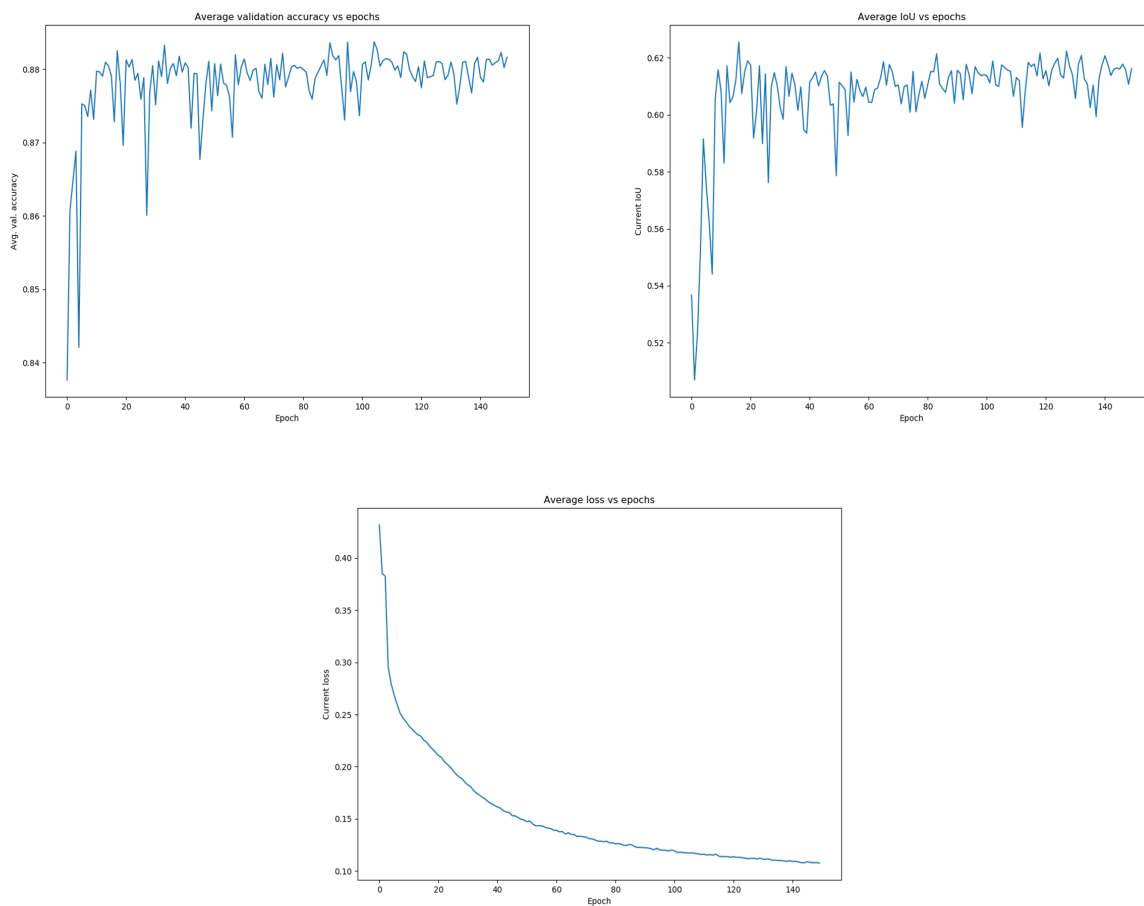 Average validation accuracy vs epochs
Avg. val. accuracy
0.88
0.87
0.86
0.85
0.84
0 20 40 60 80 100 120 140
Epoch
Average IoU vs epochs
Current IoU
0.62
0.60
0.58
0.56
0.54
0.52
0 20 40 60 80 100 120 140
Epoch
Average loss vs epochs
Current loss
0.40
0.35
0.30
0.25
0.20
0.15
0.10
0 20 40 60 80 100 120 140
Epoch